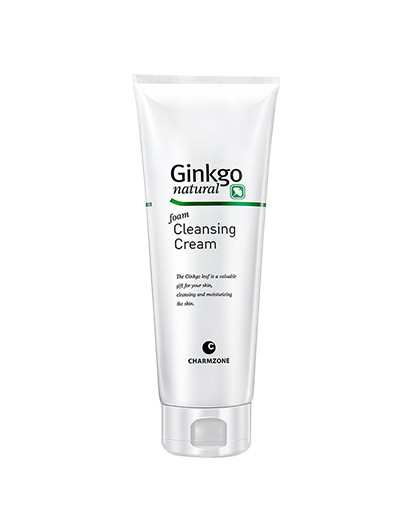 Ginkgo
natural
foam
Cleansing
Cream
The Ginkgo leaf is a valuable
gift for your skin,
cleansing and moisturizing
the skin.
C
CHARMZONE